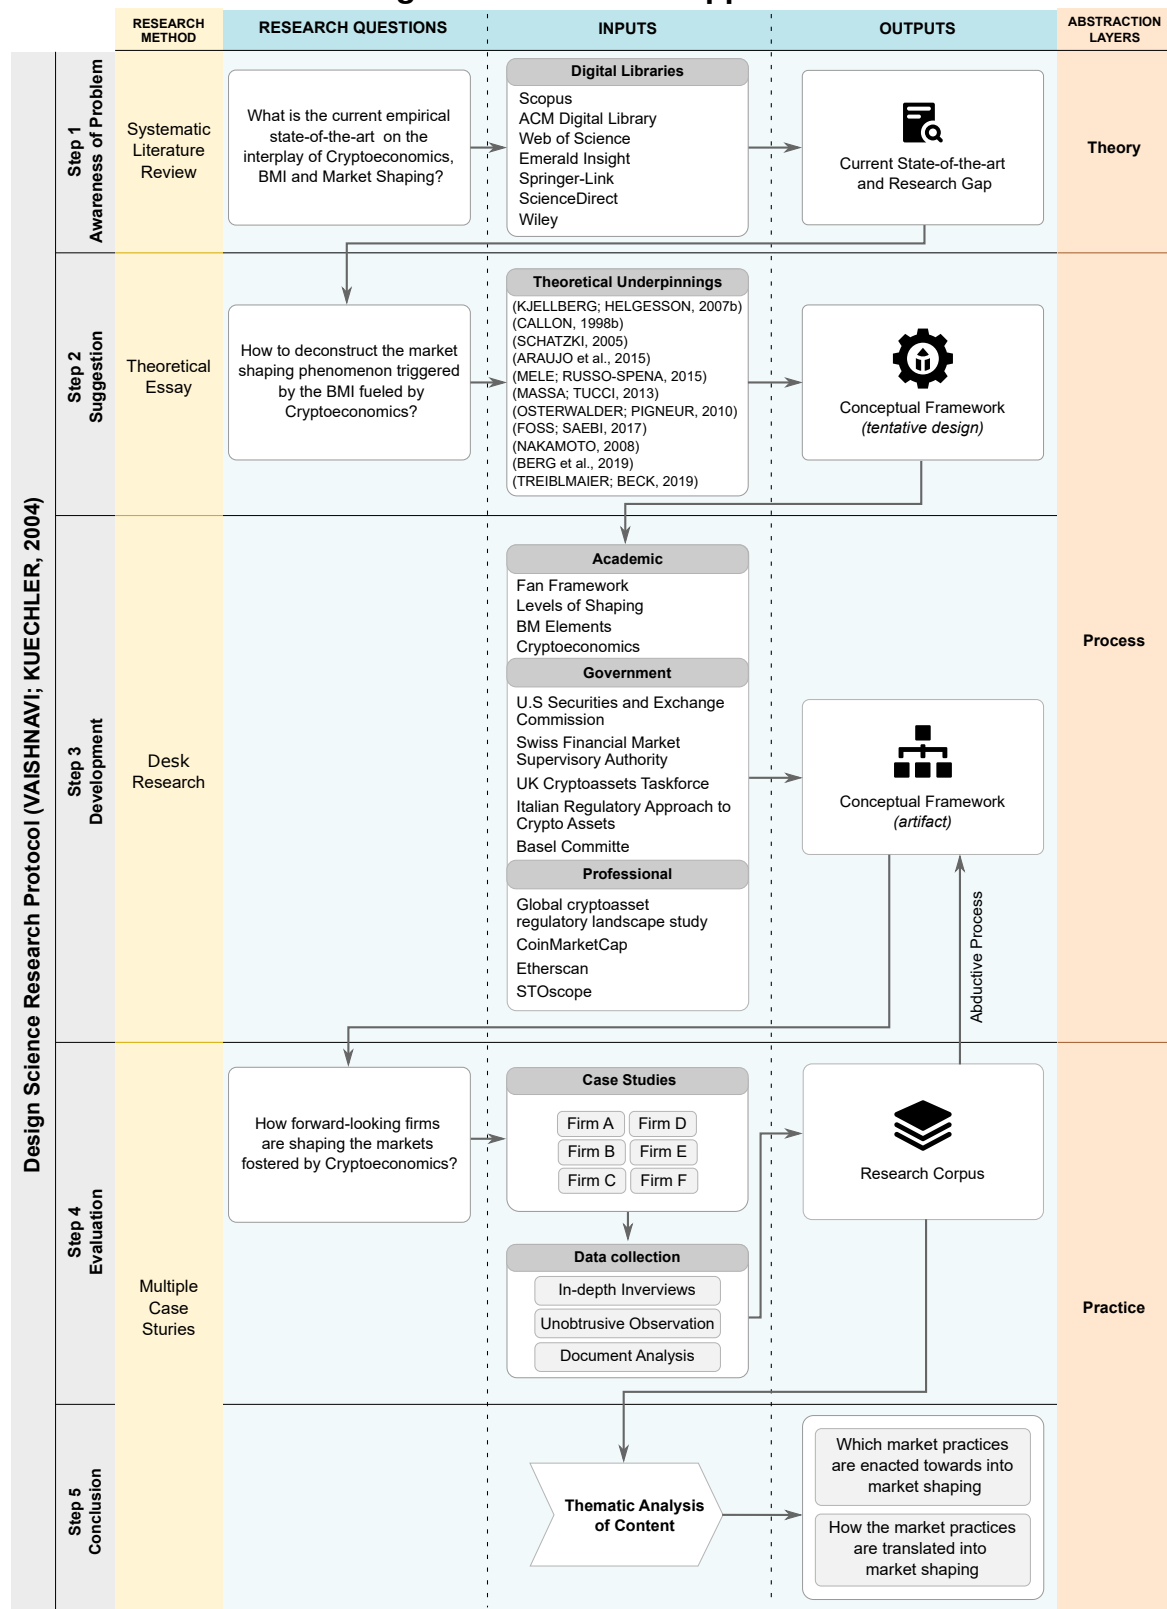 RESEARCH
METHOD
RESEARCH QUESTIONS
INPUTS
OUTPUTS
ABSTRACTION
LAYERS
Design Science Research Protocol (VAISHNAVI; KUECHLER, 2004)
Step 1
Awareness of Problem
Systematic
Literature
Review
What is the current empirical
state-of-the-art on the
interplay of Cryptoeconomics,
BMI and Market Shaping?
Digital Libraries
Scopus
ACM Digital Library
Web of Science
Emerald Insight
Springer-Link
ScienceDirect
Wiley
Current State-of-the-art
and Research Gap
Theory
Step 2
Suggestion
Theoretical
Essay
How to deconstruct the market
shaping phenomenon triggered
by the BMI fueled by
Cryptoeconomics?
Theoretical Underpinnings
(KJELLBERG; HELGESSON, 2007b)
(CALLON, 1998b)
(SCHATZKI, 2005)
(ARAUJO et al., 2015)
(MELE; RUSSO-SPENA, 2015)
(MASSA; TUCCI, 2013)
(OSTERWALDER; PIGNEUR, 2010)
(FOSS; SAEBI, 2017)
(NAKAMOTO, 2008)
(BERG et al., 2019)
(TREIBLMAIER; BECK, 2019)
Conceptual Framework
(tentative design)
Process
Step 3
Development
Desk
Research
Academic
Fan Framework
Levels of Shaping
BM Elements
Cryptoeconomics
Government
U.S Securities and Exchange
Commission
Swiss Financial Market
Supervisory Authority
UK Cryptoassets Taskforce
Italian Regulatory Approach to
Crypto Assets
Basel Committe
Professional
Global cryptoasset
regulatory landscape study
CoinMarketCap
Etherscan
STOscope
Conceptual Framework
(artifact)
Abductive Process
Step 4
Evaluation
Multiple
Case
Sturies
How forward-looking firms
are shaping the markets
fostered by Cryptoeconomics?
Case Studies
Firm A Firm D
Firm B Firm E
Firm C Firm F
Data collection
In-depth Inverviews
Unobtrusive Observation
Document Analysis
Research Corpus
Practice
Step 5
Conclusion
Thematic Analysis
of Content
Which market practices
are enacted towards into
market shaping
How the market practices
are translated into
market shaping